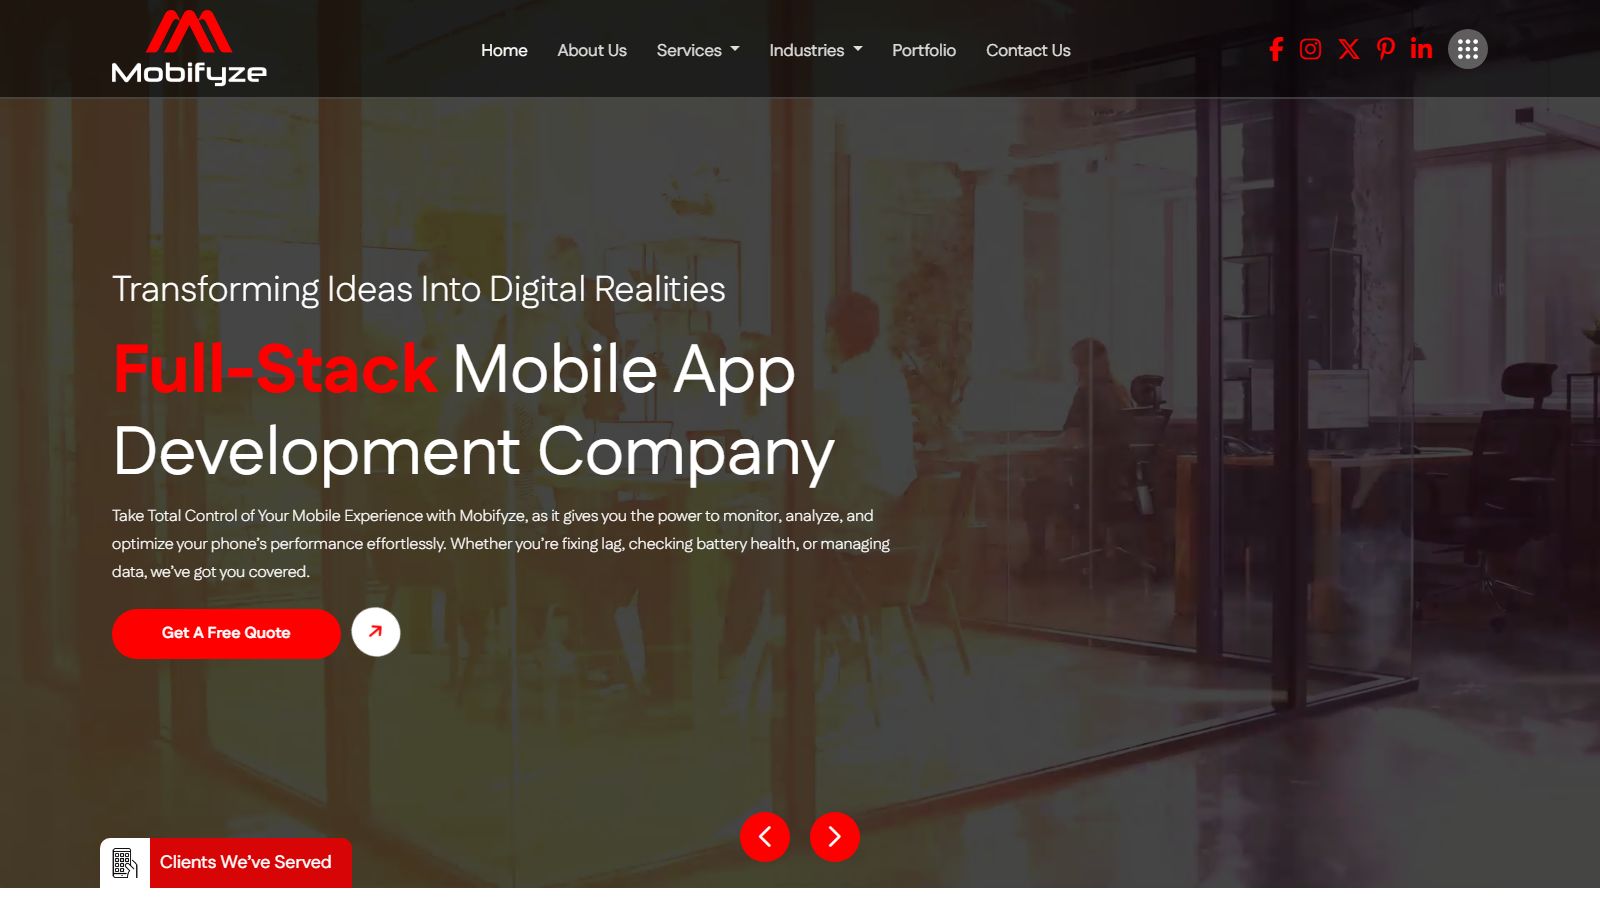 Mobifyze
Home About Us Services Industries Portfolio Contact Us
Transforming Ideas Into Digital Realities
Full-Stack Mobile App
Development Company
Take Total Control of Your Mobile Experience with Mobifyze, as it gives you the power to monitor, analyze, and
optimize your phone’s performance effortlessly. Whether you’re fixing lag, checking battery health, or managing
data, we’ve got you covered.
Get A Free Quote
Clients We’ve Served